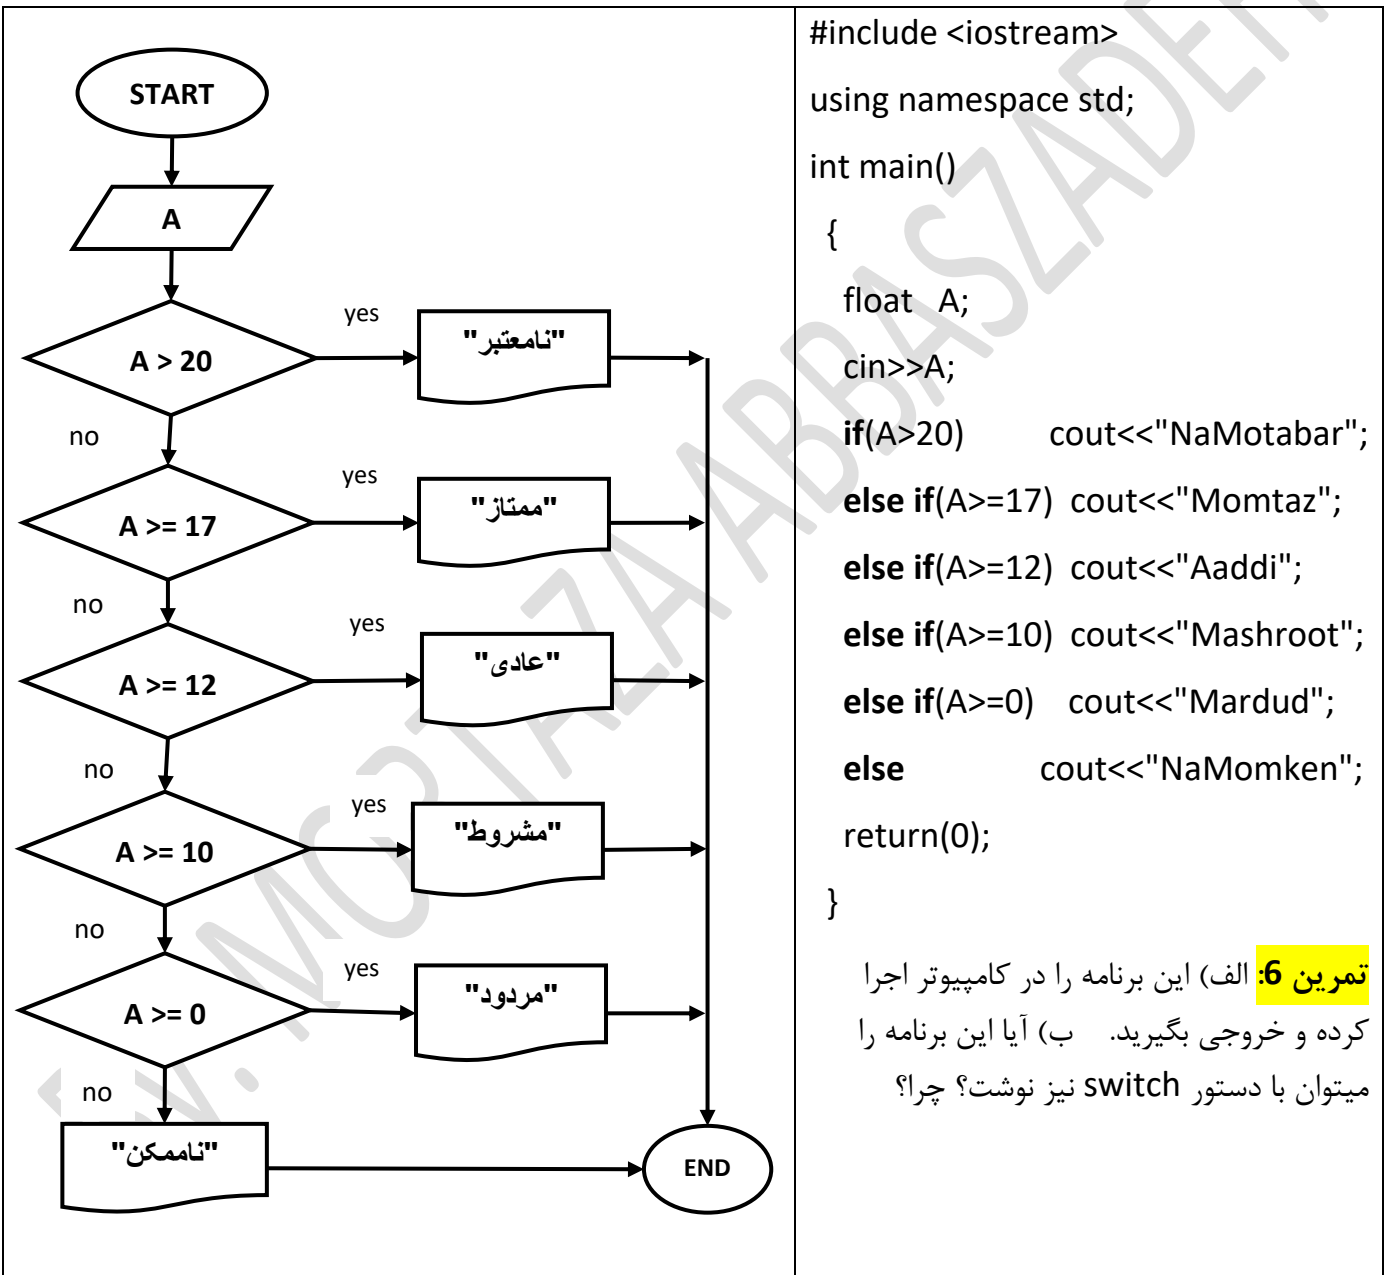 START
A
A > 20
yes
"نامعتبر"
no
A >= 17
yes
"ممتاز"
no
A >= 12
yes
"عادی"
no
A >= 10
yes
"مشروط"
no
A >= 0
yes
"مردود"
no
"ناممکن"
END
#include <iostream>
using namespace std;
int main()
{
float A;
cin>>A;
if(A>20) cout<<"NaMotabar";
else if(A>=17) cout<<"Momtaz";
else if(A>=12) cout<<"Aaddi";
else if(A>=10) cout<<"Mashroot";
else if(A>=0) cout<<"Mardud";
else cout<<"NaMomken";
return(0);
}
تمرین 6: الف) این برنامه را در کامپیوتر اجرا
کرده و خروجی بگیرید. ب) آیا این برنامه را
میتوان با دستور switch نیز نوشت؟ چرا؟
MORTAZA ABBASZADEH